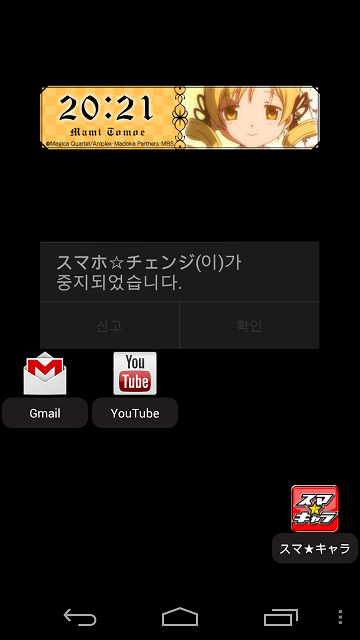 20:21
Mami Tomoe
©Magica Quartet/Aniplex·Madoka Partners·MBS
スマホ☆チェンジ(이)가
중지되었습니다.
신고 확인
You
Tube
Gmail YouTube
スマ
★
キャラ
スマ★キャラ